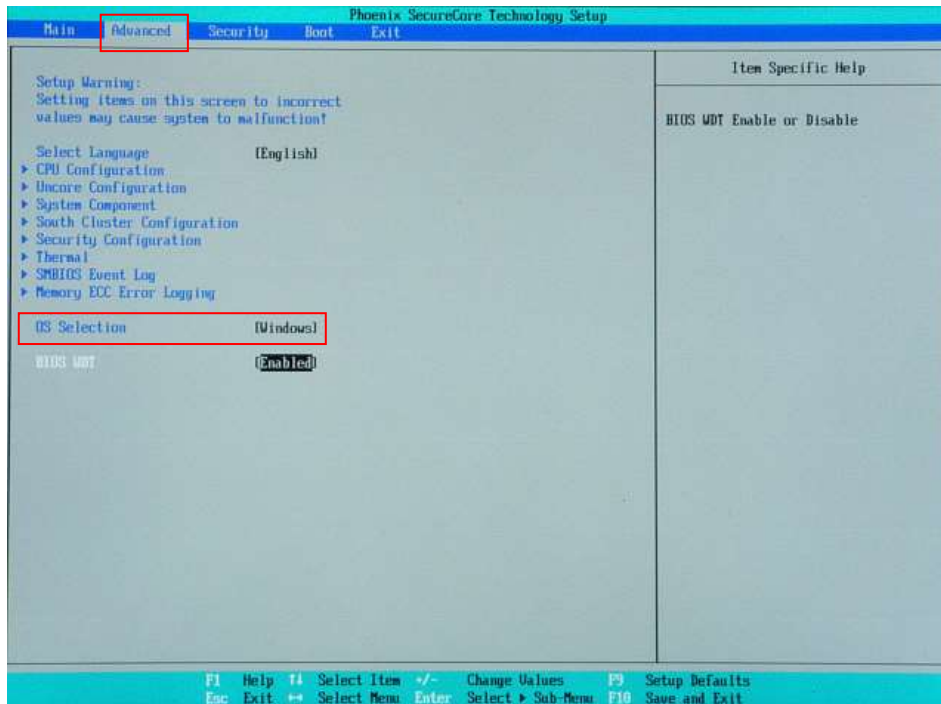 Phoenix SecureCore Technology Setup
Main Advanced Security Boot Exit
Item Specific Help
Setup Warning:
Setting items on this screen to incorrect
values may cause system to malfunction!
BIOS WDT Enable or Disable
Select Language [English]
CPU Configuration
Uncore Configuration
System Component
South Cluster Configuration
Security Configuration
Thermal
SMBIOS Event Log
Memory ECC Error Logging
OS Selection [Windows]
BIOS WDT [Enabled]
F1 Help ↑↓ Select Item +/- Change Values F9 Setup Defaults
Esc Exit ↔ Select Menu Enter Select ▶ Sub-Menu F10 Save and Exit